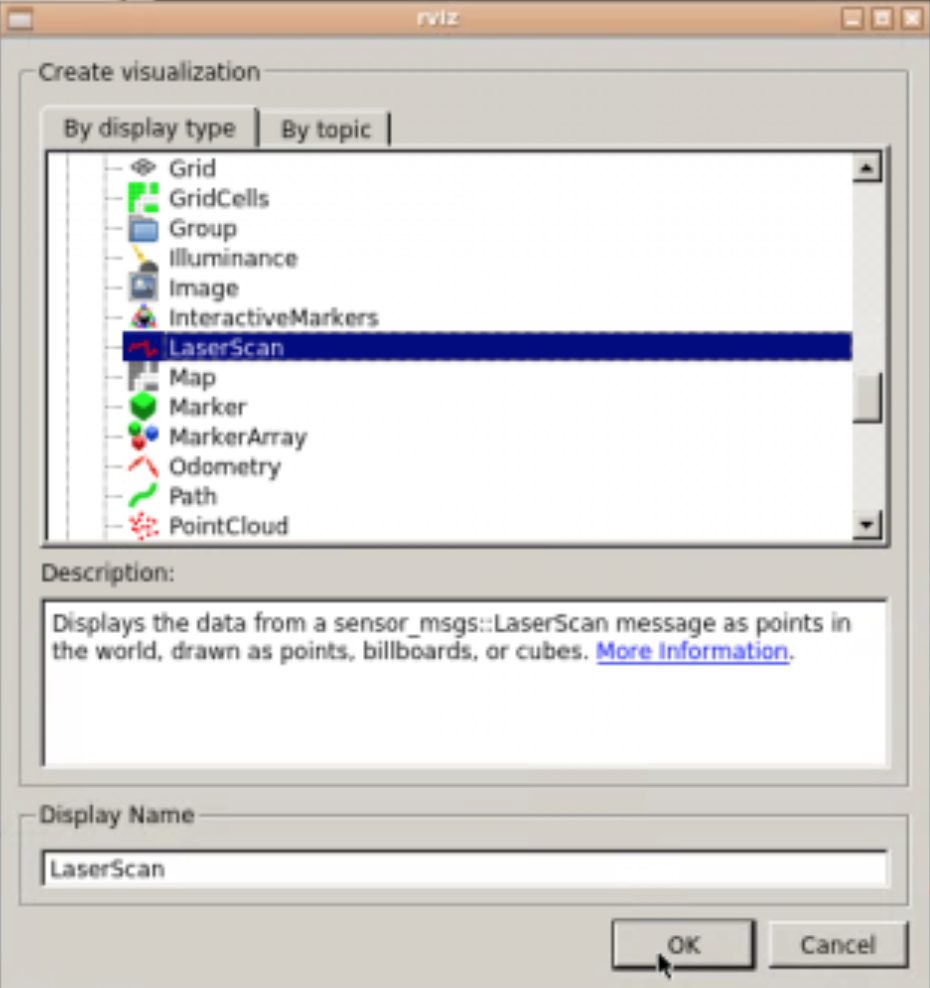 rviz
Create visualization
By display type
By topic
Grid
GridCells
Group
Illuminance
Image
InteractiveMarkers
LaserScan
Map
Marker
MarkerArray
Odometry
Path
PointCloud
Description:
Displays the data from a sensor_msgs::LaserScan message as points in
the world, drawn as points, billboards, or cubes. More Information.
Display Name
LaserScan
OK
Cancel